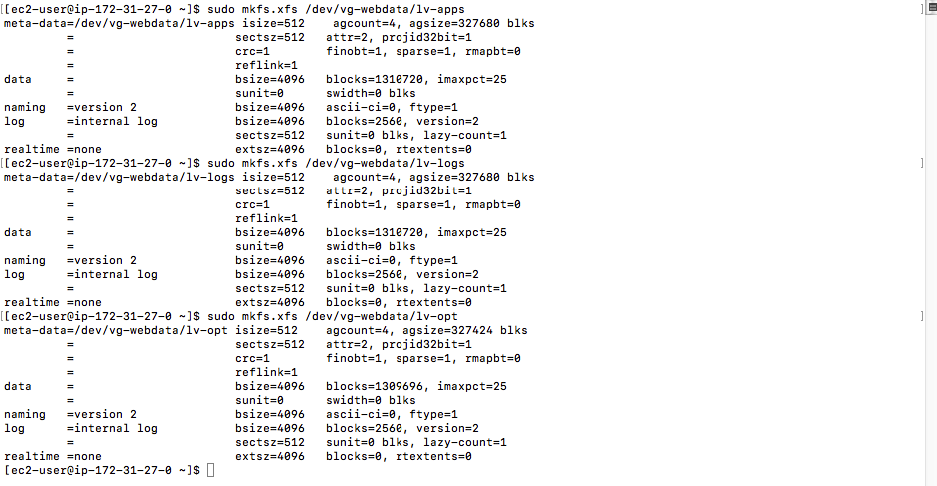 [[ec2-user@ip-172-31-27-0 ~]$ sudo mkfs.xfs /dev/vg-webdata/lv-apps ]
meta-data=/dev/vg-webdata/lv-apps isize=512    agcount=4, agsize=327680 blks
         =                       sectsz=512   attr=2, projid32bit=1
         =                       crc=1        finobt=1, sparse=1, rmapbt=0
         =                       reflink=1
data     =                       bsize=4096   blocks=1310720, imaxpct=25
         =                       sunit=0      swidth=0 blks
naming   =version 2              bsize=4096   ascii-ci=0, ftype=1
log      =internal log           bsize=4096   blocks=2560, version=2
         =                       sectsz=512   sunit=0 blks, lazy-count=1
realtime =none                   extsz=4096   blocks=0, rtextents=0
[[ec2-user@ip-172-31-27-0 ~]$ sudo mkfs.xfs /dev/vg-webdata/lv-logs ]
meta-data=/dev/vg-webdata/lv-logs isize=512    agcount=4, agsize=327680 blks
         =                       sectsz=512   attr=2, projid32bit=1
         =                       crc=1        finobt=1, sparse=1, rmapbt=0
         =                       reflink=1
data     =                       bsize=4096   blocks=1310720, imaxpct=25
         =                       sunit=0      swidth=0 blks
naming   =version 2              bsize=4096   ascii-ci=0, ftype=1
log      =internal log           bsize=4096   blocks=2560, version=2
         =                       sectsz=512   sunit=0 blks, lazy-count=1
realtime =none                   extsz=4096   blocks=0, rtextents=0
[[ec2-user@ip-172-31-27-0 ~]$ sudo mkfs.xfs /dev/vg-webdata/lv-opt ]
meta-data=/dev/vg-webdata/lv-opt isize=512    agcount=4, agsize=327424 blks
         =                       sectsz=512   attr=2, projid32bit=1
         =                       crc=1        finobt=1, sparse=1, rmapbt=0
         =                       reflink=1
data     =                       bsize=4096   blocks=1309696, imaxpct=25
         =                       sunit=0      swidth=0 blks
naming   =version 2              bsize=4096   ascii-ci=0, ftype=1
log      =internal log           bsize=4096   blocks=2560, version=2
         =                       sectsz=512   sunit=0 blks, lazy-count=1
realtime =none                   extsz=4096   blocks=0, rtextents=0
[ec2-user@ip-172-31-27-0 ~]$